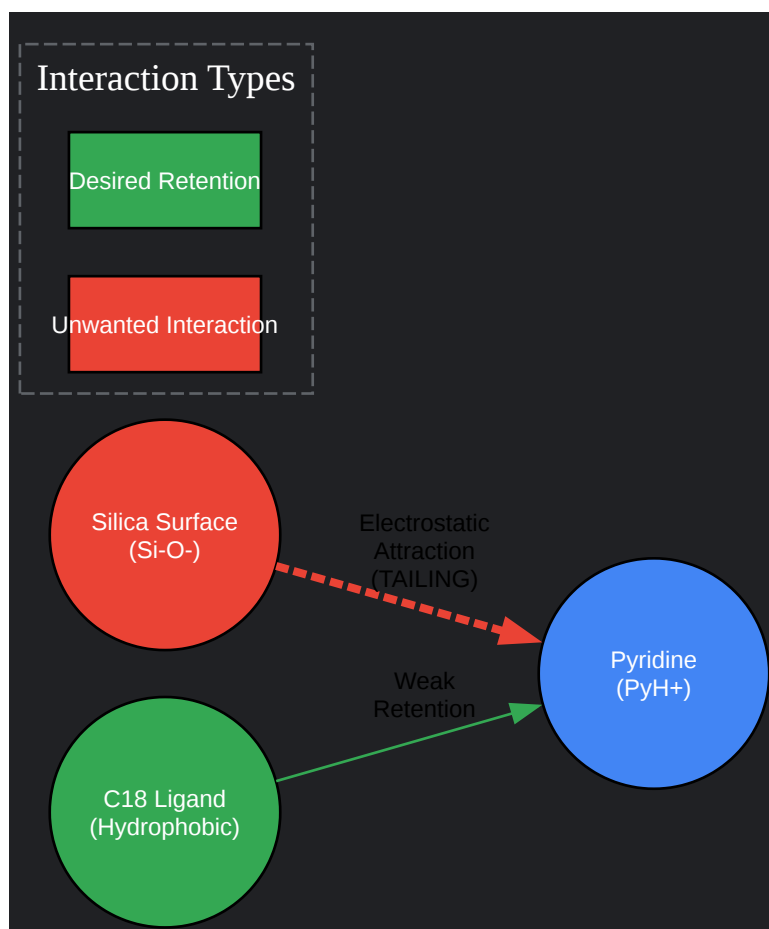 Interaction Types
Desired Retention
Unwanted Interaction
Silica Surface
(Si-O-)
Electrostatic
Attraction
(TAILING)
Pyridine
(PyH+)
Weak
Retention
C18 Ligand
(Hydrophobic)